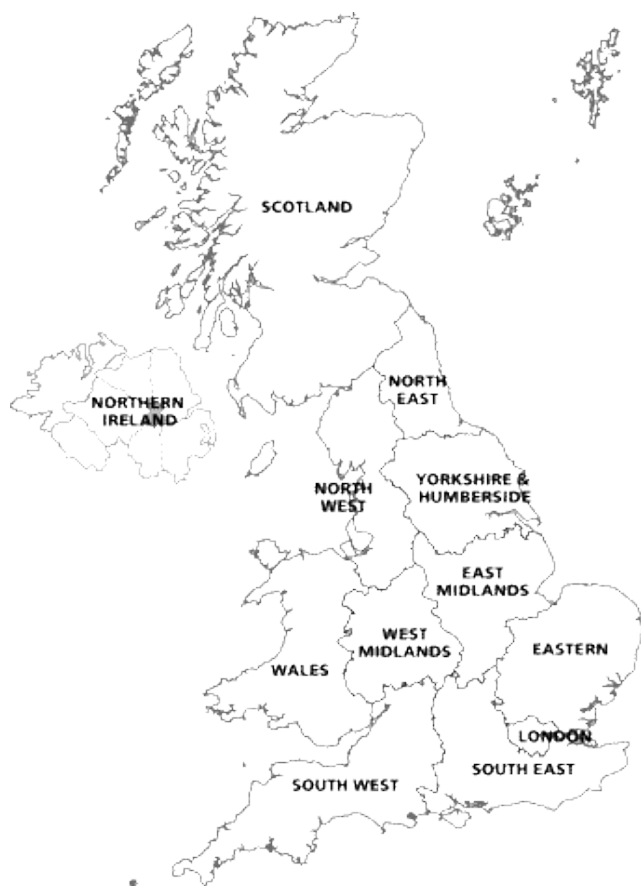 SCOTLAND
NORTH
EAST
NORTHERN
IRELAND
YORKSHIRE &
HUMBERSIDE
NORTH
WEST
EAST
MIDLANDS
WEST
MIDLANDS
EASTERN
WALES
LONDON
SOUTH EAST
SOUTH WEST